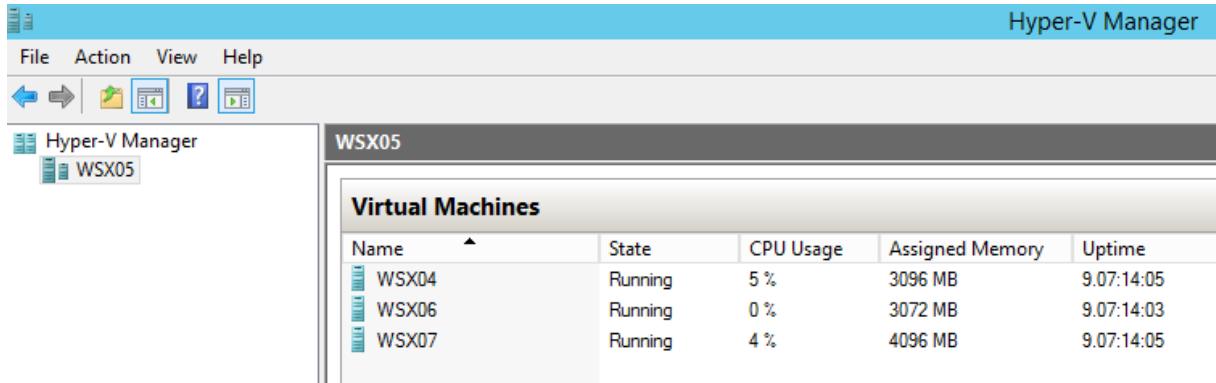 Hyper-V Manager
File Action View Help
Hyper-V Manager
WSX05
WSX05
Virtual Machines
Name State CPU Usage Assigned Memory Uptime
WSX04 Running 5 % 3096 MB 9.07:14:05
WSX06 Running 0 % 3072 MB 9.07:14:03
WSX07 Running 4 % 4096 MB 9.07:14:05